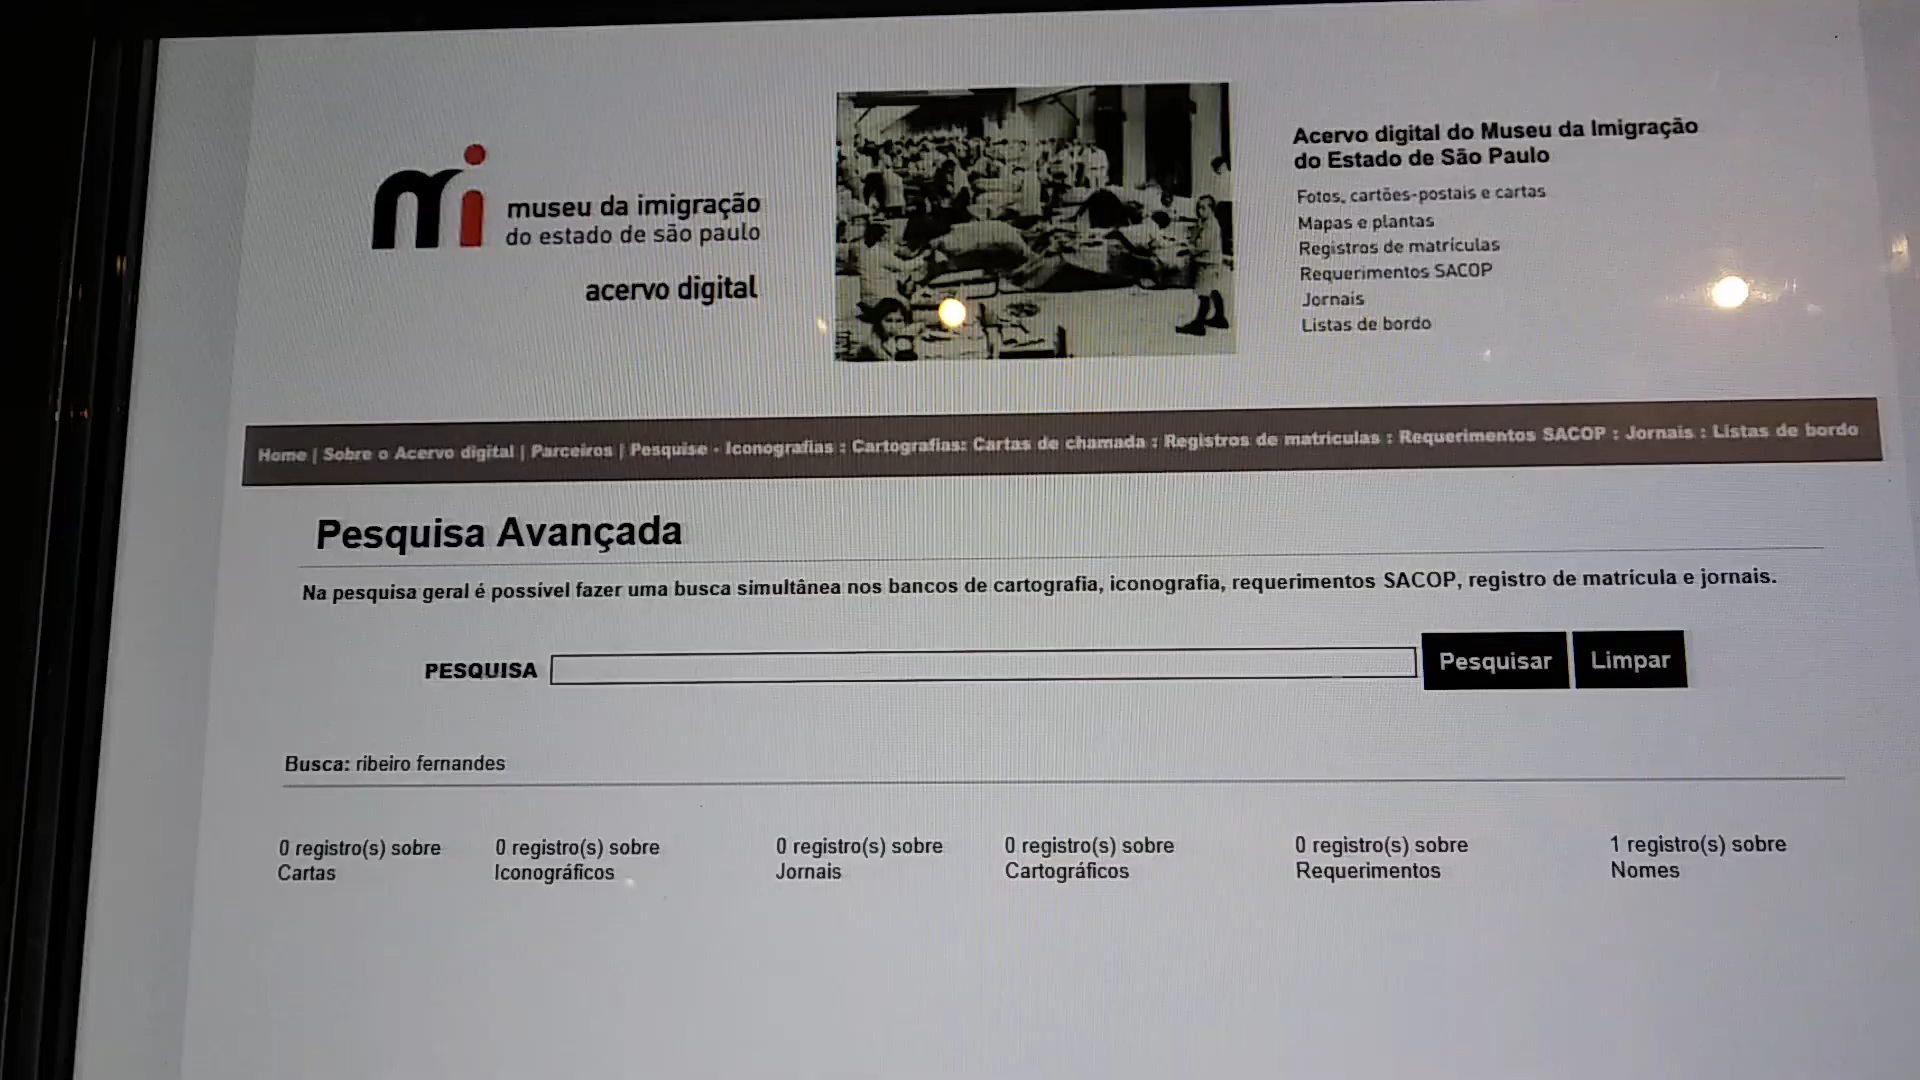 mi
museu da imigração
do estado de são paulo
acervo digital
Acervo digital do Museu da Imigração
do Estado de São Paulo
Fotos, cartões-postais e cartas
Mapas e plantas
Registros de matrículas
Requerimentos SACOP
Jornais
Listas de bordo
Home | Sobre o Acervo digital | Parceiros | Pesquise - Iconografias : Cartografias: Cartas de chamada : Registros de matrículas : Requerimentos SACOP : Jornais : Listas de bordo
Pesquisa Avançada
Na pesquisa geral é possível fazer uma busca simultânea nos bancos de cartografia, iconografia, requerimentos SACOP, registro de matrícula e jornais.
PESQUISA
Pesquisar
Limpar
Busca: ribeiro fernandes
0 registro(s) sobre
Cartas
0 registro(s) sobre
Iconográficos
0 registro(s) sobre
Jornais
0 registro(s) sobre
Cartográficos
0 registro(s) sobre
Requerimentos
1 registro(s) sobre
Nomes